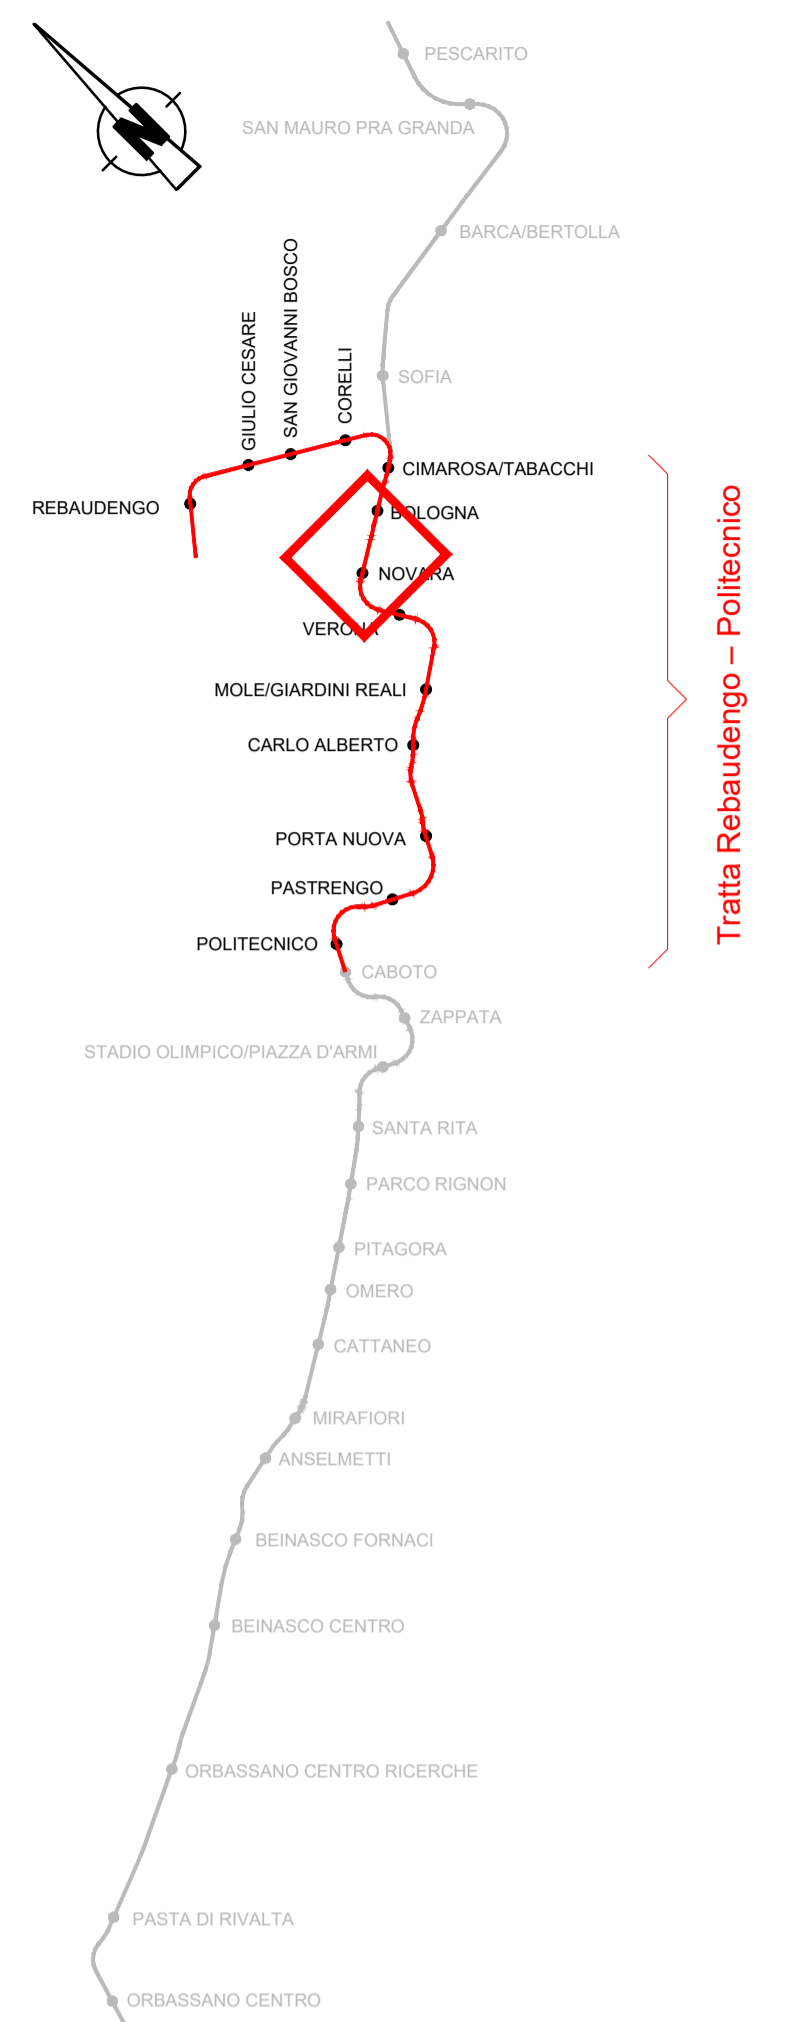 PESCARITO
SAN MAURO PRA GRANDA
N
BARCA/BERTOLLA
GIULIO CESARE
SAN GIOVANNI BOSCO
CORELLI
SOFIA
CIMAROSA/TABACCHI
REBAUDENGO
BOLOGNA
NOVARA
VERONA
MOLE/GIARDINI REALI
CARLO ALBERTO
PORTA NUOVA
PASTRENGO
POLITECNICO
Tratta Rebaudengo – Politecnico
CABOTO
ZAPPATA
STADIO OLIMPICO/PIAZZA D'ARMI
SANTA RITA
PARCO RIGNON
PITAGORA
OMERO
CATTANEO
MIRAFIORI
ANSELMETTI
BEINASCO FORNACI
BEINASCO CENTRO
ORBASSANO CENTRO RICERCHE
PASTA DI RIVALTA
ORBASSANO CENTRO